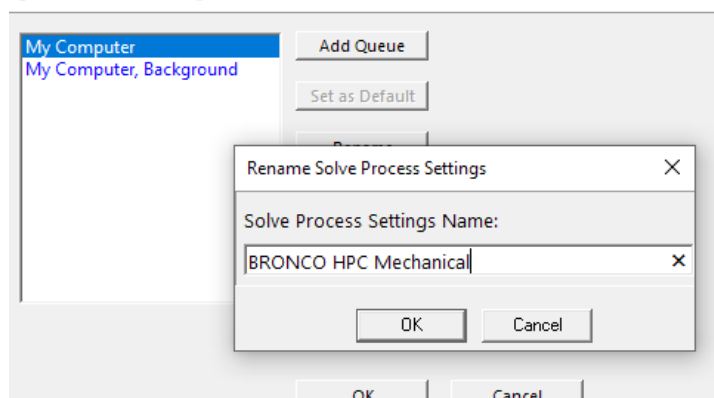 My Computer
My Computer, Background
Add Queue
Set as Default
Rename Solve Process Settings
Solve Process Settings Name:
BRONCO HPC Mechanical
OK
Cancel
OK
Cancel